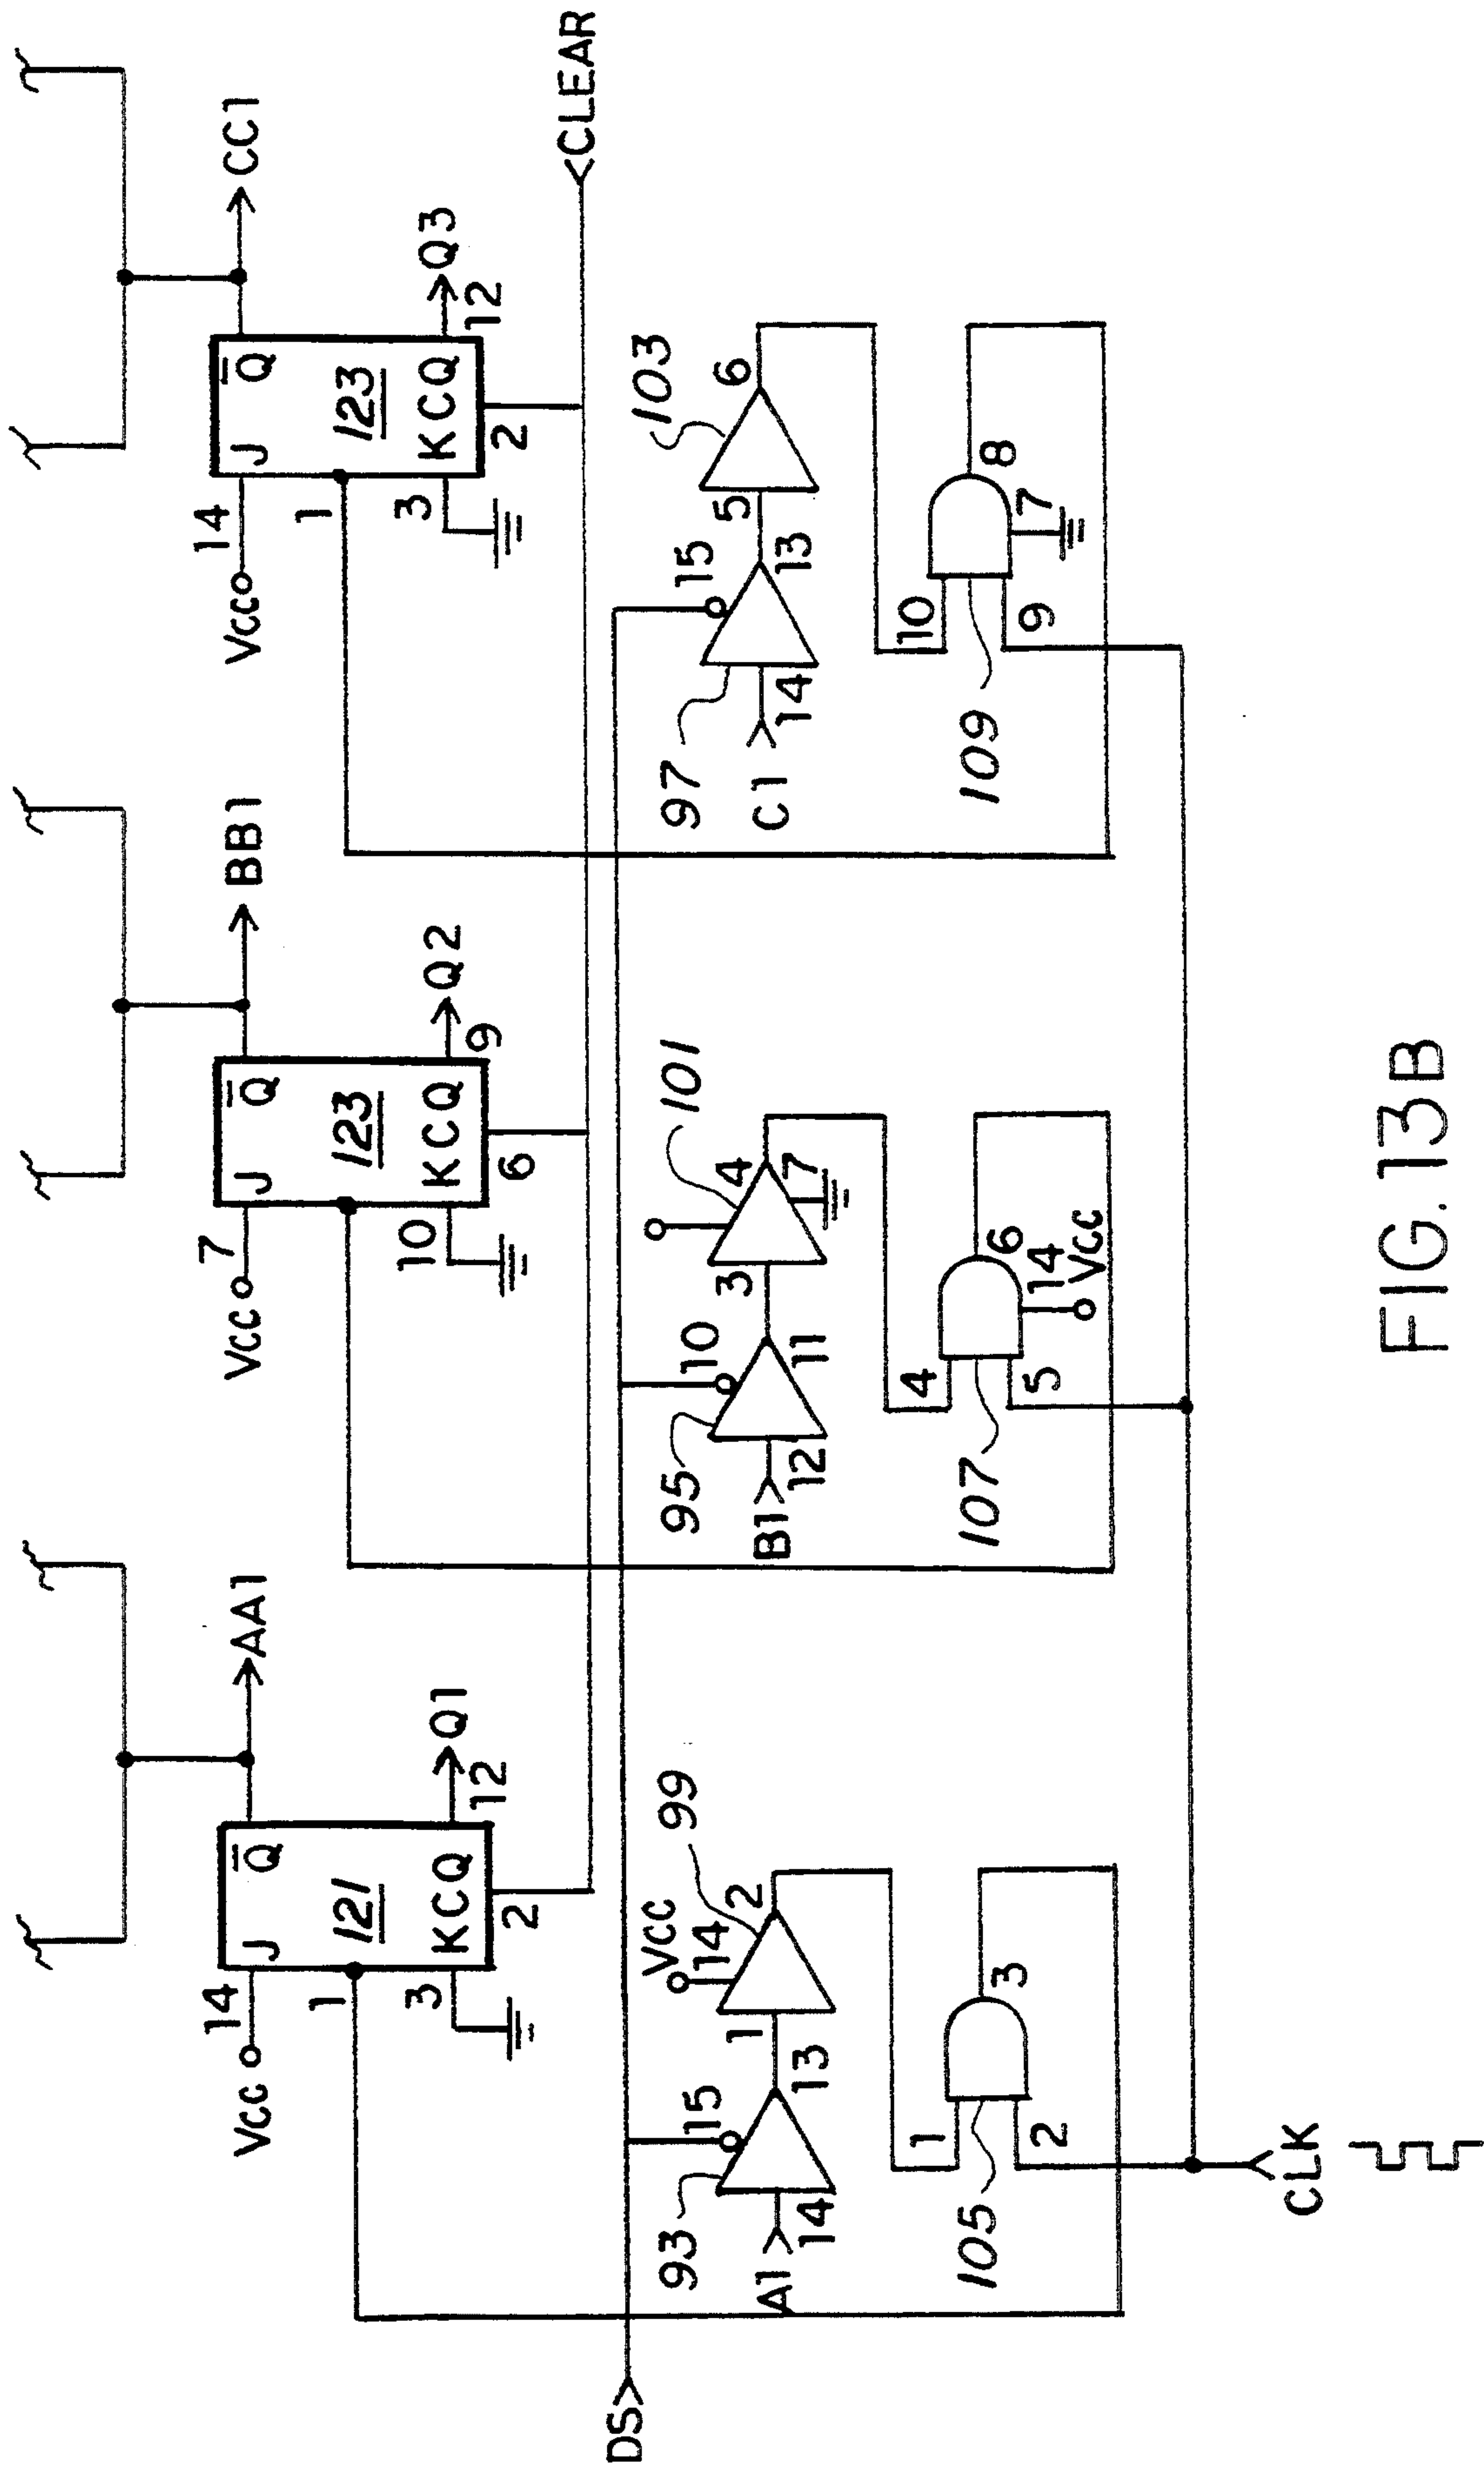 AA1
BB1
CC1
Vcc
14
J
Q̅
1
121
3
K C Q
2
12
Q1
Vcc
7
J
Q̅
123
10
K C Q
6
9
Q2
Vcc
14
J
Q̅
1
123
3
K C Q
2
12
Q3
<CLEAR
DS>
93
A1 >
14
15
13
1
VCC
14
2
99
95
B1>
12
10
11
3
4
7
101
97
C1 >
14
15
13
5
6
103
1
2
3
105
4
5
6
14
VCC
107
10
9
8
7
109
CLK
FIG. 13B